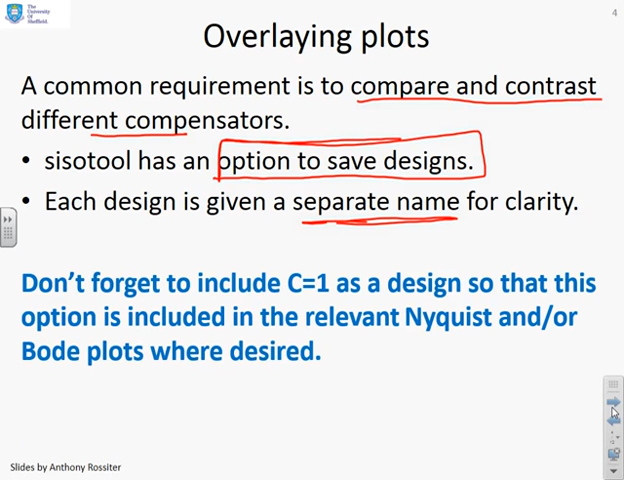 The
University
Of
Sheffield.
4
Overlaying plots
A common requirement is to compare and contrast
different compensators.
• sisotool has an option to save designs.
• Each design is given a separate name for clarity.
Don’t forget to include C=1 as a design so that this
option is included in the relevant Nyquist and/or
Bode plots where desired.
Slides by Anthony Rossiter